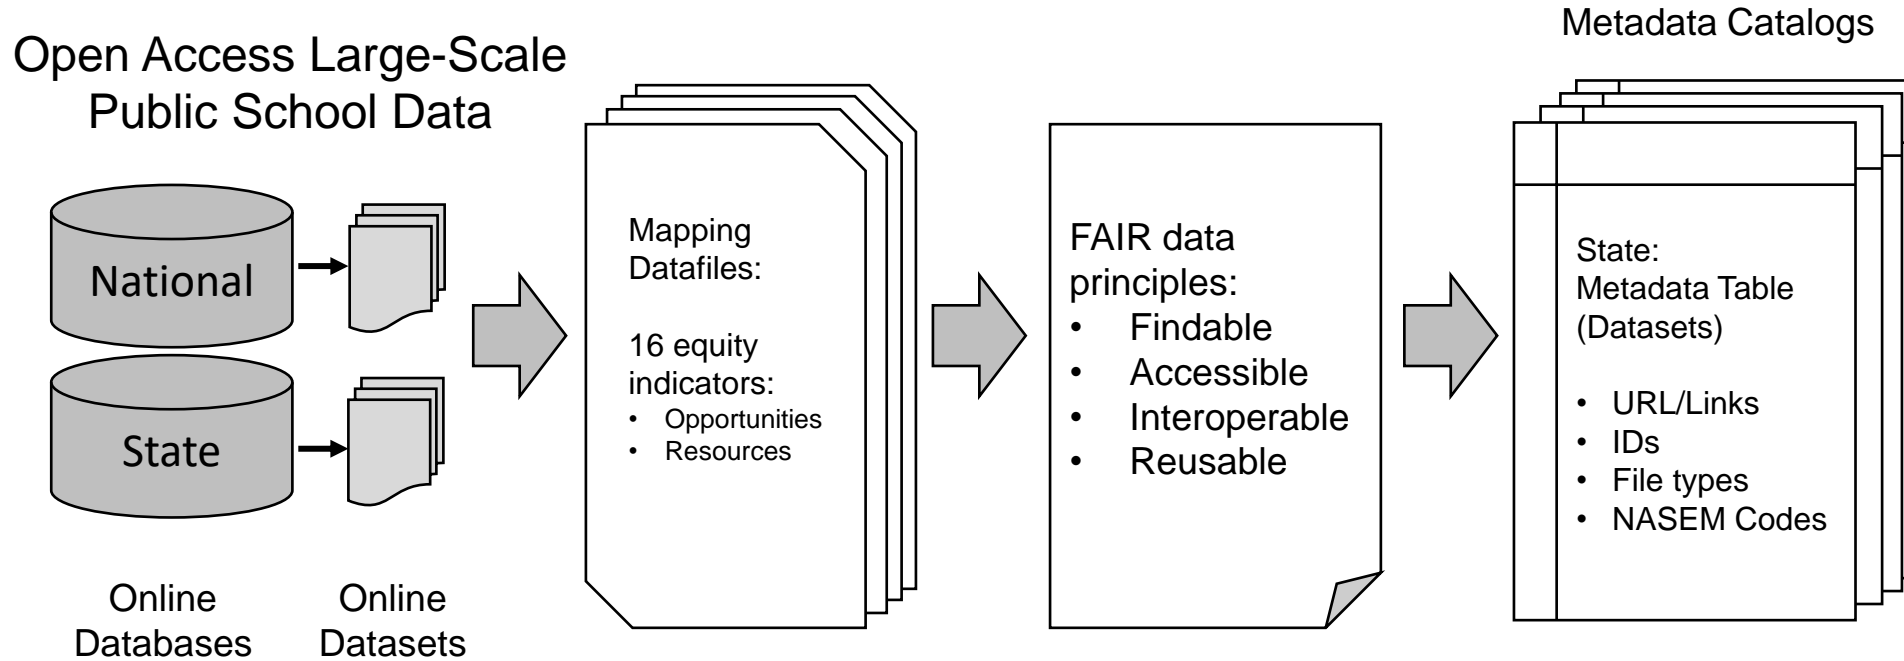 Open Access Large-Scale
Public School Data
National
State
Online
Databases
Online
Datasets
Mapping
Datafiles:
16 equity
indicators:
• Opportunities
• Resources
FAIR data
principles:
• Findable
• Accessible
• Interoperable
• Reusable
Metadata Catalogs
State:
Metadata Table
(Datasets)
• URL/Links
• IDs
• File types
• NASEM Codes